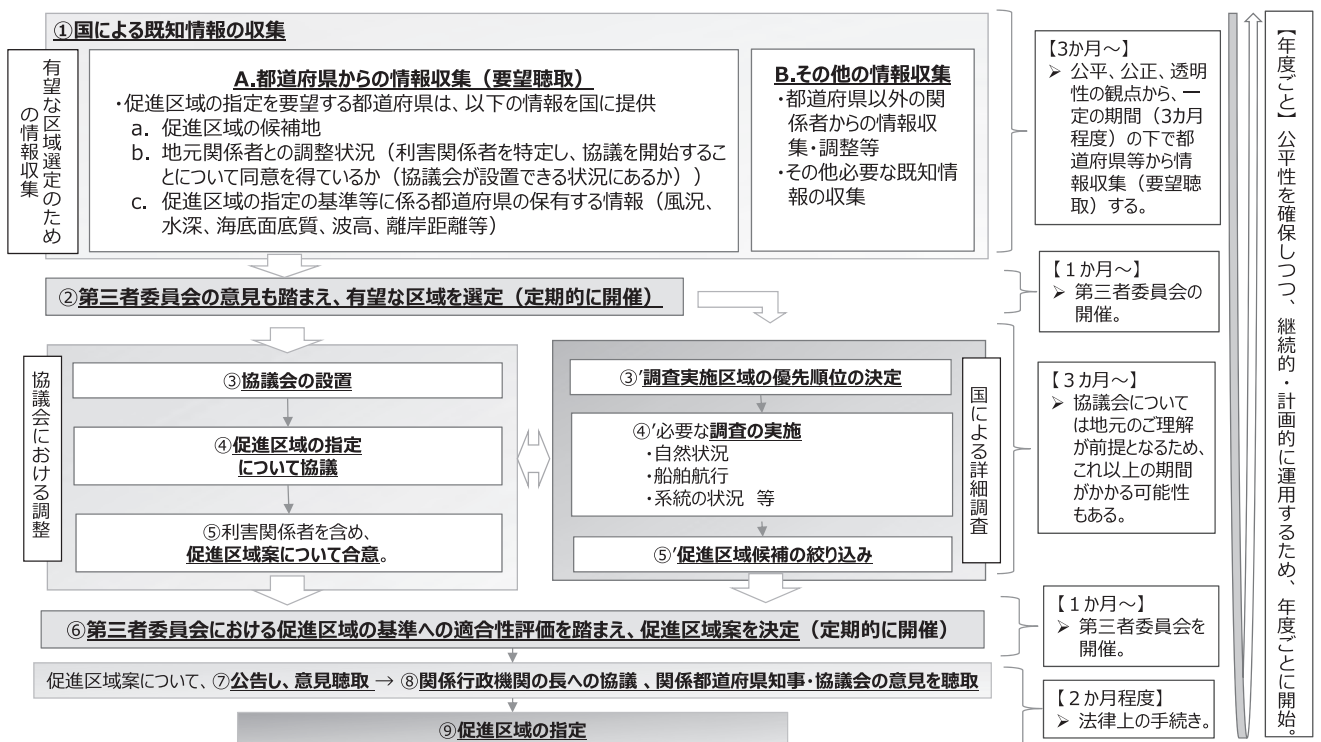 ①国による既知情報の収集
有望な区域選定のため
の情報収集
A.都道府県からの情報収集（要望聴取）
・促進区域の指定を要望する都道府県は、以下の情報を国に提供
a. 促進区域の候補地
b. 地元関係者との調整状況（利害関係者を特定し、協議を開始するこ
とについて同意を得ているか（協議会が設置できる状況にあるか））
c. 促進区域の指定の基準等に係る都道府県の保有する情報（風況、
水深、海底面底質、波高、離岸距離等）
B.その他の情報収集
・都道府県以外の関
係者からの情報収
集・調整等
・その他必要な既知情
報の収集
【3か月～】
➢ 公平、公正、透明
性の観点から、一
定の期間（3カ月
程度）の下で都
道府県等から情
報収集（要望聴
取）する。
②第三者委員会の意見も踏まえ、有望な区域を選定（定期的に開催）
【１か月～】
➢ 第三者委員会の
開催。
協議会における調整
③協議会の設置
④促進区域の指定
について協議
⑤利害関係者を含め、
促進区域案について合意。
③’調査実施区域の優先順位の決定
④’必要な調査の実施
・自然状況
・船舶航行
・系統の状況 等
⑤’促進区域候補の絞り込み
国による詳細調査
【３カ月～】
➢ 協議会について
は地元のご理解
が前提となるため、
これ以上の期間
がかかる可能性
もある。
⑥第三者委員会における促進区域の基準への適合性評価を踏まえ、促進区域案を決定（定期的に開催）
【１か月～】
➢ 第三者委員会を
開催。
促進区域案について、⑦公告し、意見聴取 → ⑧関係行政機関の長への協議 、関係都道府県知事・協議会の意見を聴取
⑨促進区域の指定
【２か月程度】
➢ 法律上の手続き。
【年度ごと】公平性を確保しつつ、継続的・計画的に運用するため、年度ごとに開始。